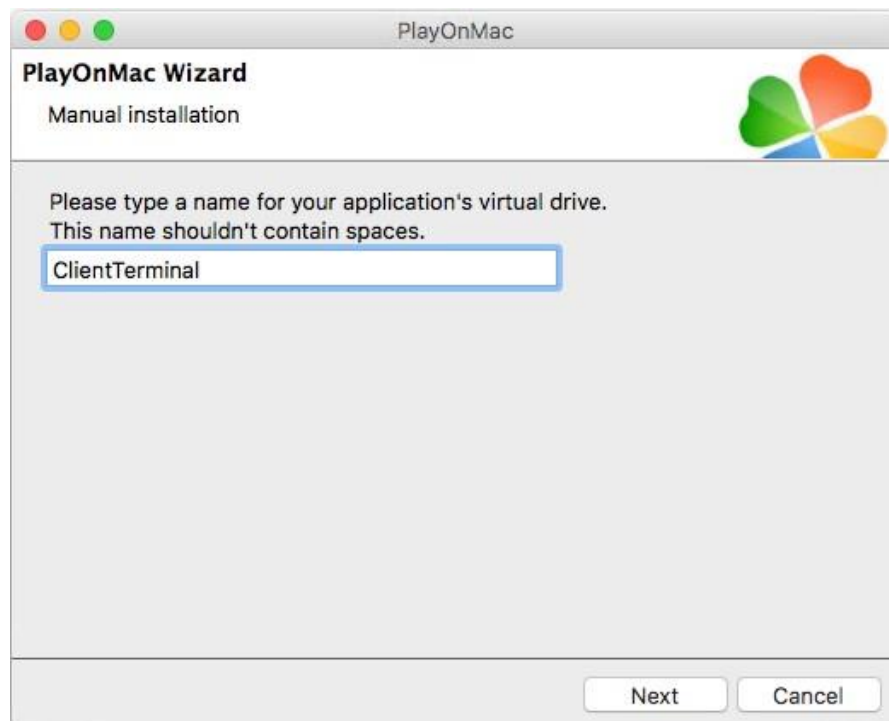 PlayOnMac
PlayOnMac Wizard
Manual installation
Please type a name for your application's virtual drive.
This name shouldn't contain spaces.
ClientTerminal
Next
Cancel